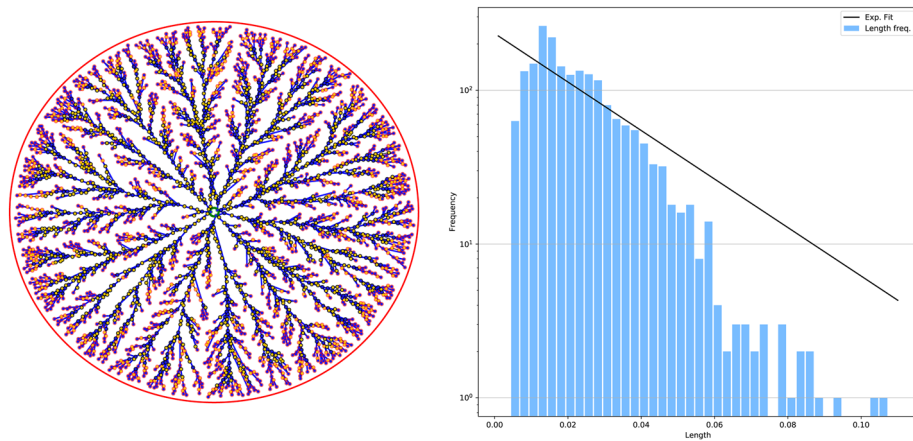 Exp. Fit
Length freq.
Frequency
10²
10¹
10⁰
0.00 0.02 0.04 0.06 0.08 0.10
Length